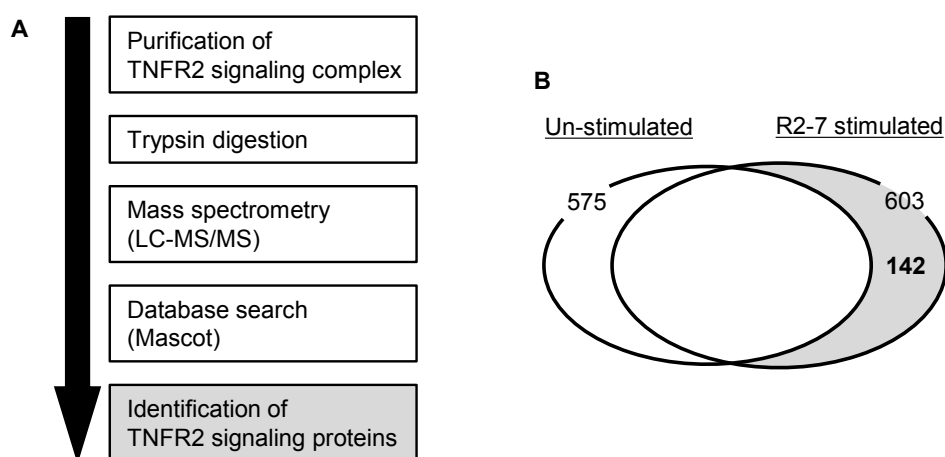 A
Purification of
TNFR2 signaling complex
Trypsin digestion
Mass spectrometry
(LC-MS/MS)
Database search
(Mascot)
Identification of
TNFR2 signaling proteins
B
Un-stimulated
R2-7 stimulated
575
603
142